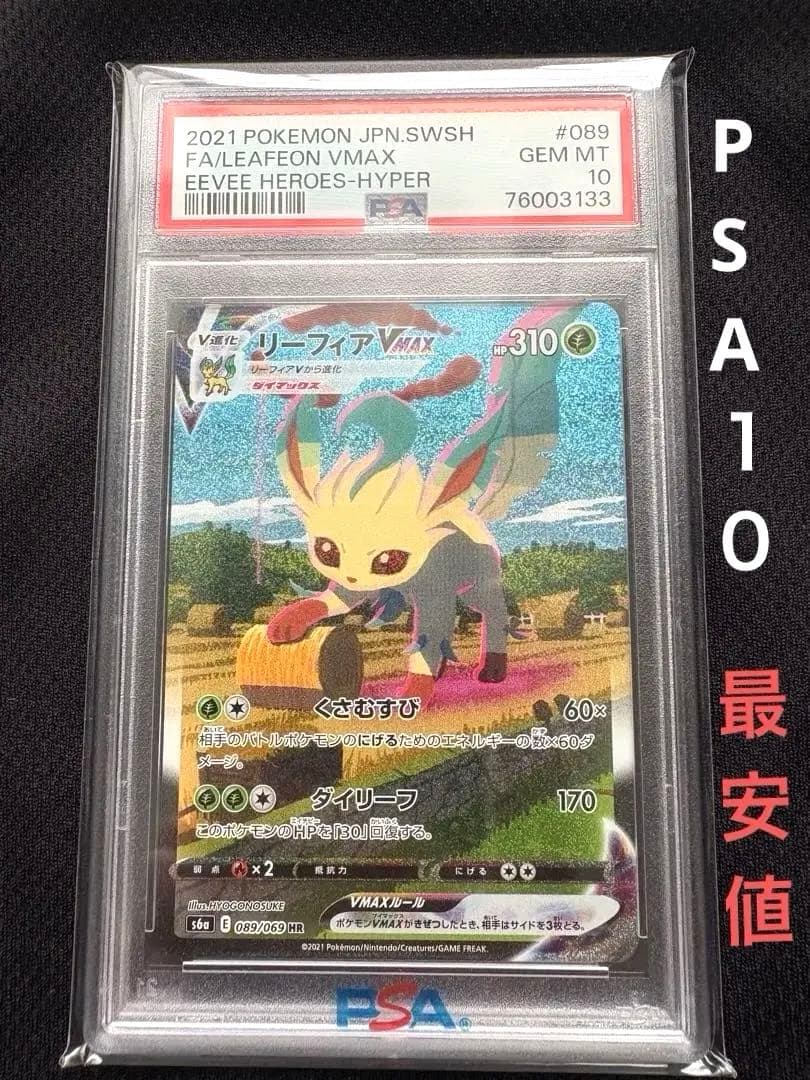 2021 POKEMON JPN.SWSH #089
FA/LEAFEON VMAX GEM MT
EEVEE HEROES-HYPER 10
76003133
PSA
PSA10 最安値
V進化 リーフィアVMAX HP310
リーフィアVから進化
ダイマックス
くさむすび 60×
相手のバトルポケモンのにげるためのエネルギーの数×60ダ
メージ。
ダイリーフ 170
このポケモンのHPを「30」回復する。
弱点 ×2 抵抗力 にげる
Illus. HYOGONOSUKE
VMAXルール
s6a E 089/069 HR
ポケモンVMAXがきぜつしたとき、相手はサイドを3枚とる。
©2021 Pokémon/Nintendo/Creatures/GAME FREAK.
PSA